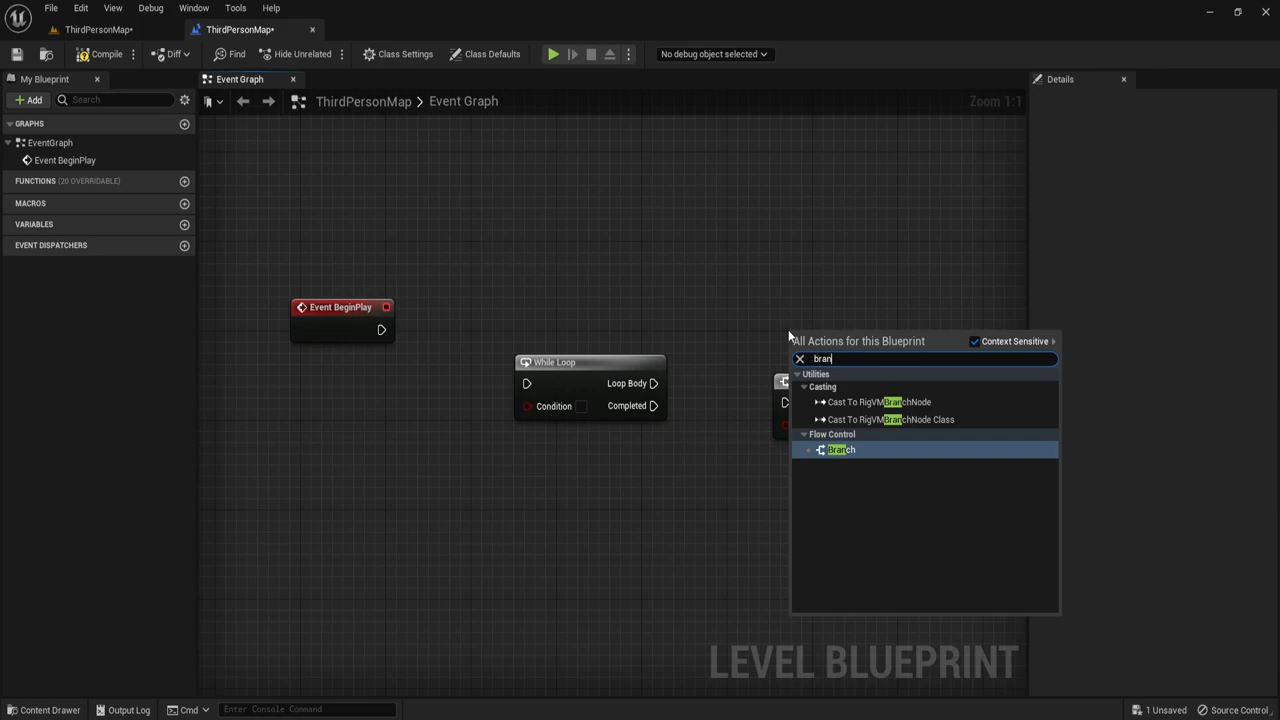 File Edit View Debug Blueprint Tools Help
ThirdPersonMap•
ThirdPersonMap•
Compile Diff Find Hide Unrelated Class Settings Class Defaults No debug object selected
My Blueprint
Event Graph
Details
Add Search
ThirdPersonMap > Event Graph
Zoom 1:1
GRAPHS
EventGraph
Event BeginPlay
FUNCTIONS (20 OVERRIDABLE)
MACROS
VARIABLES
EVENT DISPATCHERS
Event BeginPlay
While Loop
Loop Body
Condition Completed
All Actions for this Blueprint Context Sensitive
bran
Utilities
Casting
Cast To RigVMBranchNode
Cast To RigVMBranchNode Class
Flow Control
Branch
LEVEL BLUEPRINT
Content Drawer Output Log Cmd Enter Console Command 1 Unsaved Source Control